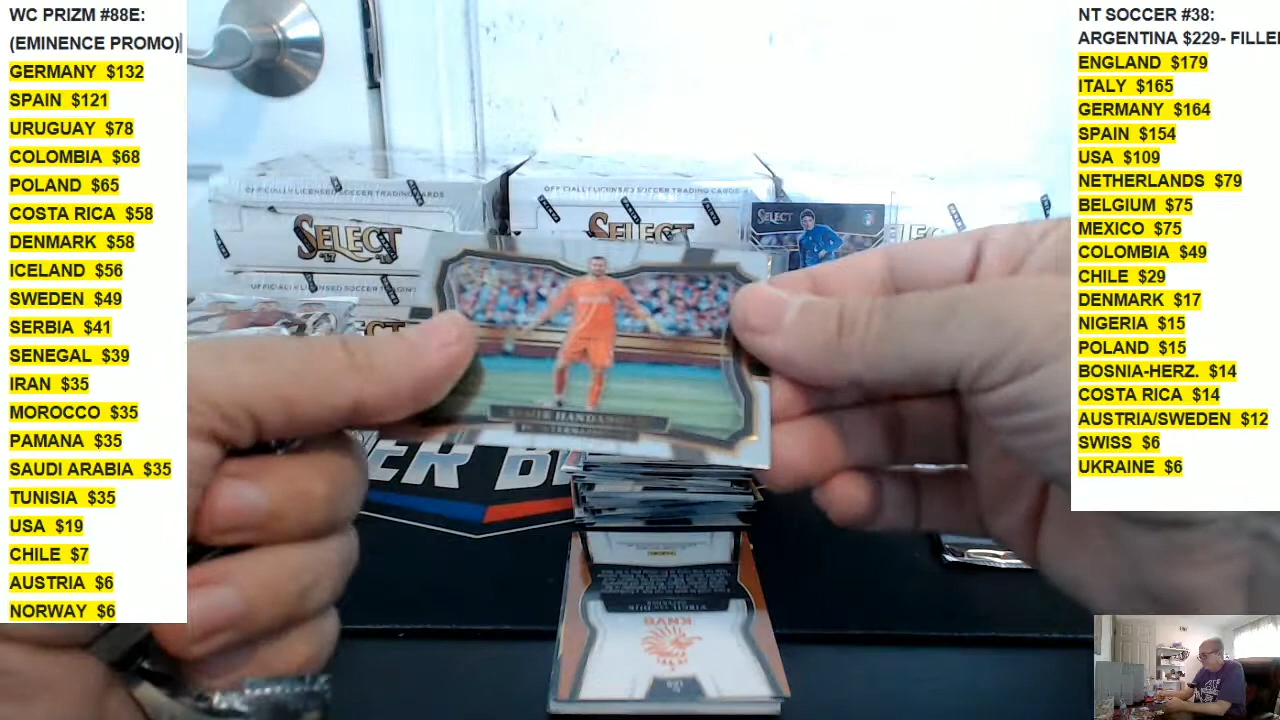 WC PRIZM #88E:
(EMINENCE PROMO)
GERMANY $132
SPAIN $121
URUGUAY $78
COLOMBIA $68
POLAND $65
COSTA RICA $58
DENMARK $58
ICELAND $56
SWEDEN $49
SERBIA $41
SENEGAL $39
IRAN $35
MOROCCO $35
PAMANA $35
SAUDI ARABIA $35
TUNISIA $35
USA $19
CHILE $7
AUSTRIA $6
NORWAY $6
OFFICIALLY LICENSED SOCCER TRADING CARDS
SELECT
'17 '18
OFFICIALLY LICENSED SOCCER TRADING CARDS
SELECT
SELECT
ER B
KNVB
NT SOCCER #38:
ARGENTINA $229- FILLE
ENGLAND $179
ITALY $165
GERMANY $164
SPAIN $154
USA $109
NETHERLANDS $79
BELGIUM $75
MEXICO $75
COLOMBIA $49
CHILE $29
DENMARK $17
NIGERIA $15
POLAND $15
BOSNIA-HERZ. $14
COSTA RICA $14
AUSTRIA/SWEDEN $12
SWISS $6
UKRAINE $6